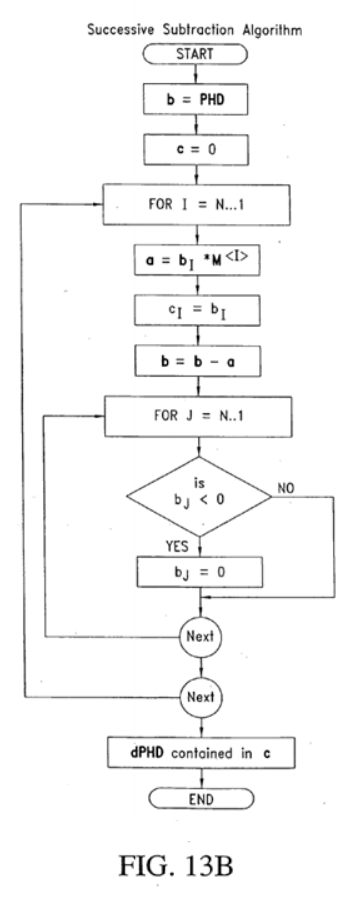 Successive Subtraction Algorithm
START
b = PHD
c = 0
FOR I = N...1
a = b_I *M^<I>
c_I = b_I
b = b - a
FOR J = N..1
is
b_J < 0
NO
YES
b_J = 0
Next
Next
dPHD contained in c
END
FIG. 13B